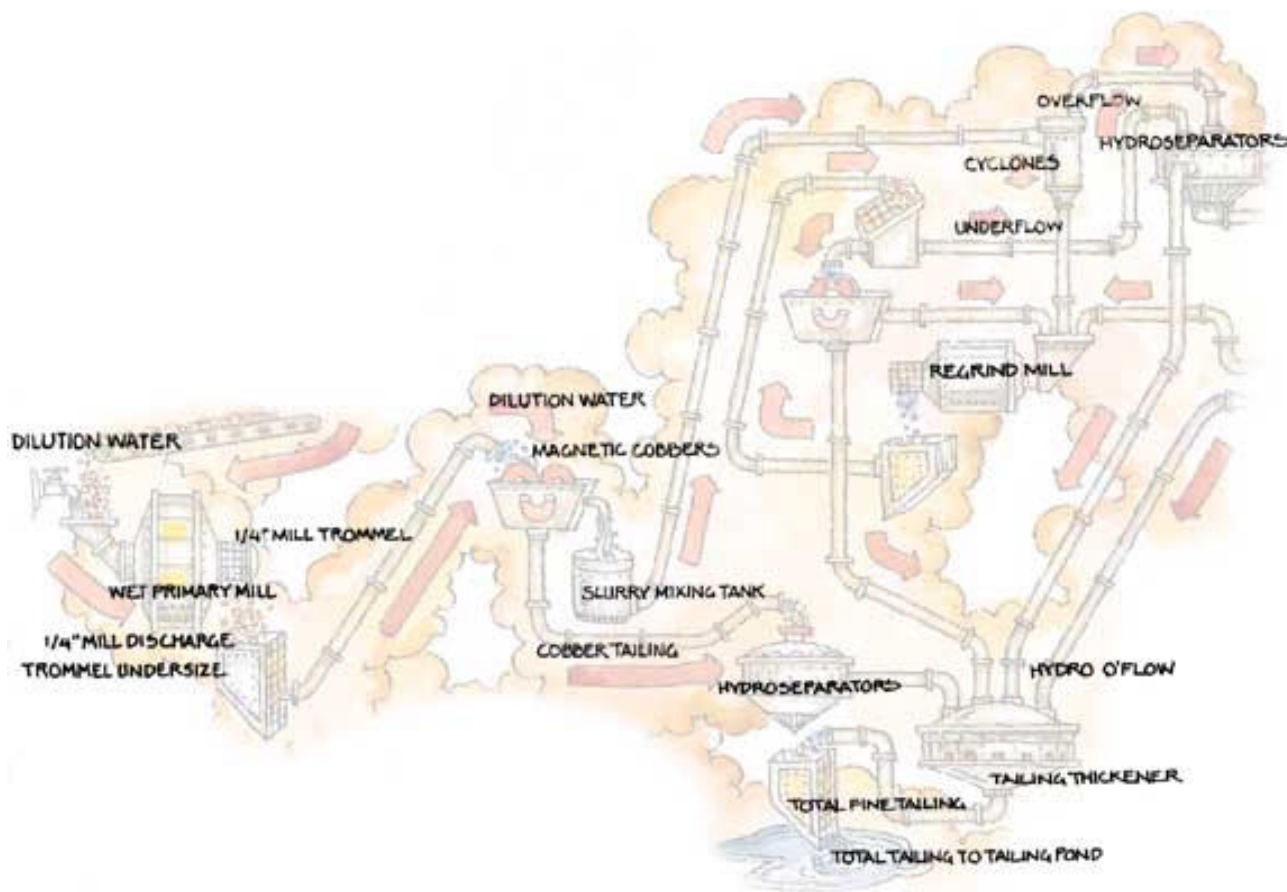 OVERFLOW
HYDROSEPARATORS
CYCLONES
UNDERFLOW
REGRIND MILL
DILUTION WATER
DILUTION WATER
MAGNETIC COBBERS
1/4" MILL TROMMEL
WET PRIMARY MILL
SLURRY MIXING TANK
1/4" MILL DISCHARGE
TROMMEL UNDERSIZE
COBBER TAILING
HYDROSEPARATORS
HYDRO O'FLOW
TAILING THICKENER
TOTAL FINE TAILING
TOTAL TAILING TO TAILING POND